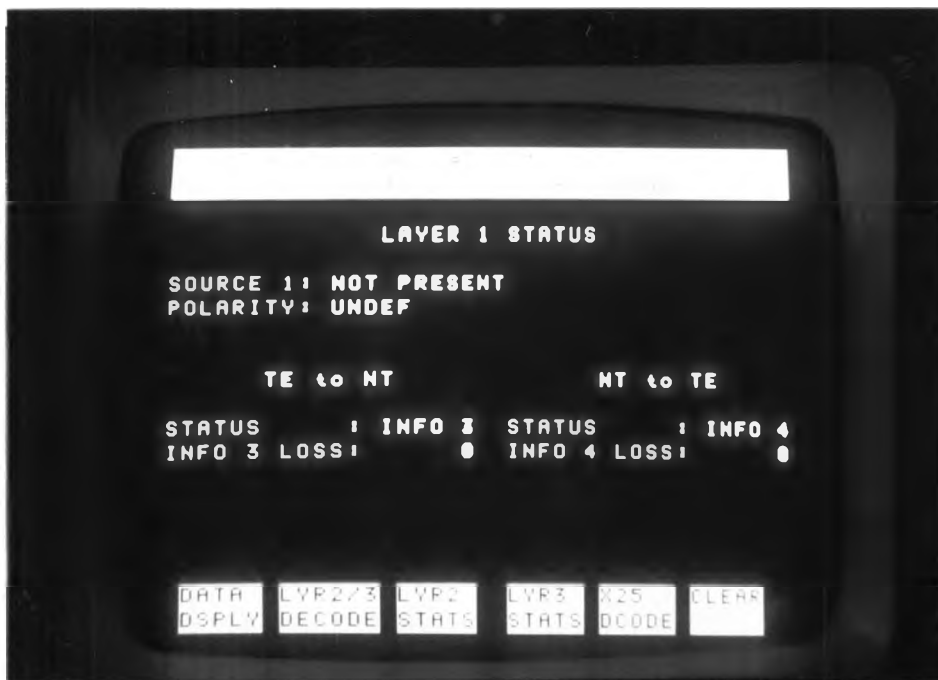 LAYER 1 STATUS
SOURCE 1: NOT PRESENT
POLARITY: UNDEF
TE to NT NT to TE
STATUS : INFO 3 STATUS : INFO 4
INFO 3 LOSS: 0 INFO 4 LOSS: 0
DATA LYR2/3 LYR2 LYR3 X25 CLEAR
DSPLY DECODE STATS STATS DCODE